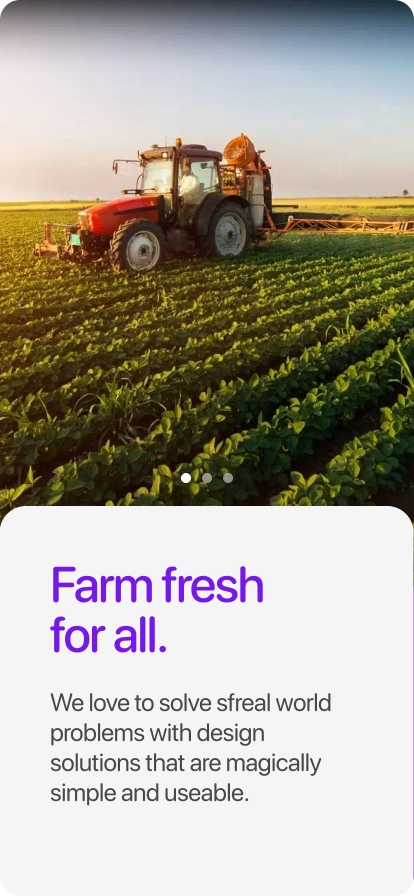 Farm fresh
for all.
We love to solve sfreal world
problems with design
solutions that are magically
simple and useable.